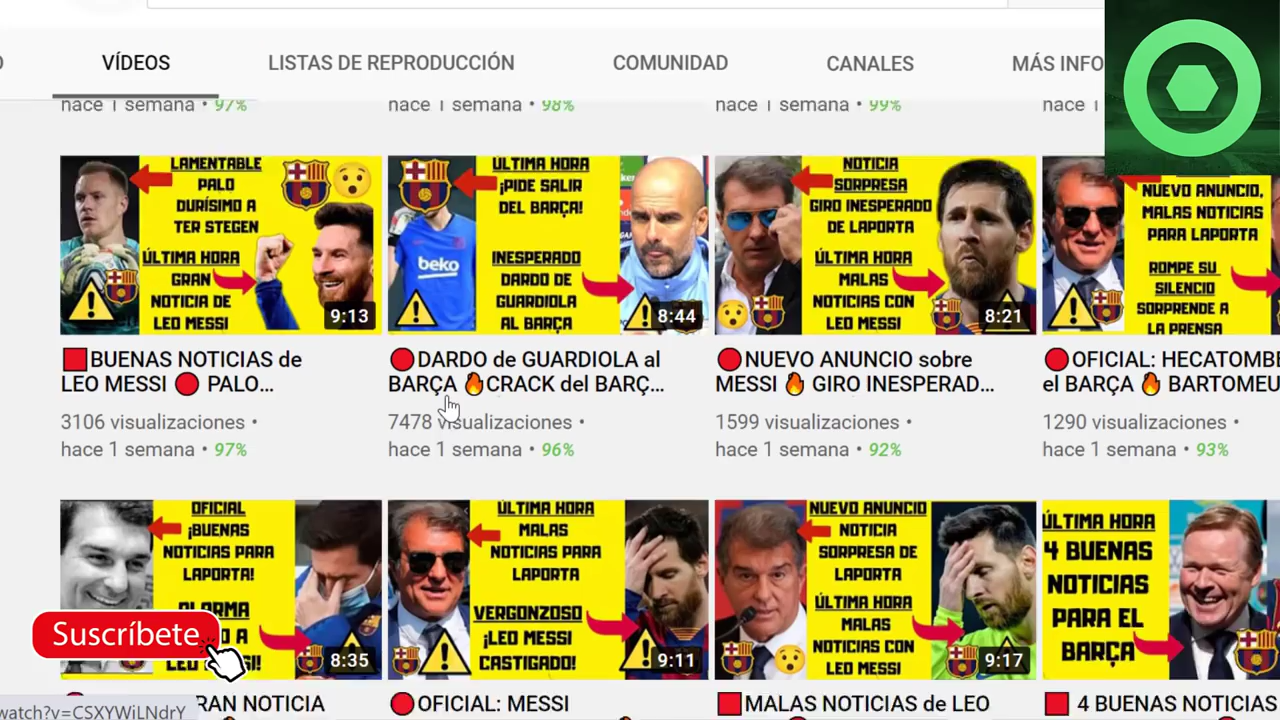 VÍDEOS
LISTAS DE REPRODUCCIÓN
COMUNIDAD
CANALES
MÁS INFO
hace 1 semana • 97%
hace 1 semana • 98%
hace 1 semana • 99%
hace 1
LAMENTABLE
PALO
DURÍSIMO A
TER STEGEN
ÚLTIMA HORA
GRAN
NOTICIA DE
LEO MESSI
9:13
ÚLTIMA HORA
¡PIDE SALIR
DEL BARÇA!
beko
INESPERADO
DARDO DE
GUARDIOLA
AL BARÇA
8:44
NOTICIA
SORPRESA
GIRO INESPERADO
DE LAPORTA
ÚLTIMA HORA
MALAS
NOTICIAS CON
LEO MESSI
8:21
NUEVO ANUNCIO,
MALAS NOTICIAS
PARA LAPORTA
ROMPE SU
SILENCIO
SORPRENDE A
LA PRENSA
🟥BUENAS NOTICIAS de
LEO MESSI 🔴 PALO...
3106 visualizaciones •
hace 1 semana • 97%
🔴DARDO de GUARDIOLA al
BARÇA 🔥CRACK del BARÇ...
7478 visualizaciones •
hace 1 semana • 96%
🔴NUEVO ANUNCIO sobre
MESSI 🔥 GIRO INESPERAD...
1599 visualizaciones •
hace 1 semana • 92%
🔴OFICIAL: HECATOMBE
el BARÇA 🔥 BARTOMEU
1290 visualizaciones •
hace 1 semana • 93%
OFICIAL
¡BUENAS
NOTICIAS PARA
LAPORTA!
ALARMA
O A
LEO SI!
8:35
Suscríbete
ÚLTIMA HORA
MALAS
NOTICIAS PARA
LAPORTA
VERGONZOSO
¡LEO MESSI
CASTIGADO!
9:11
NUEVO ANUNCIO
NOTICIA
SORPRESA DE
LAPORTA
ÚLTIMA HORA
MALAS
NOTICIAS CON
LEO MESSI
9:17
ÚLTIMA HORA
4 BUENAS
NOTICIAS
PARA EL
BARÇA
RAN NOTICIA
🔴OFICIAL: MESSI
🟥MALAS NOTICIAS de LEO
🟥 4 BUENAS NOTICIAS
watch?v=CSXYWiLNdrY